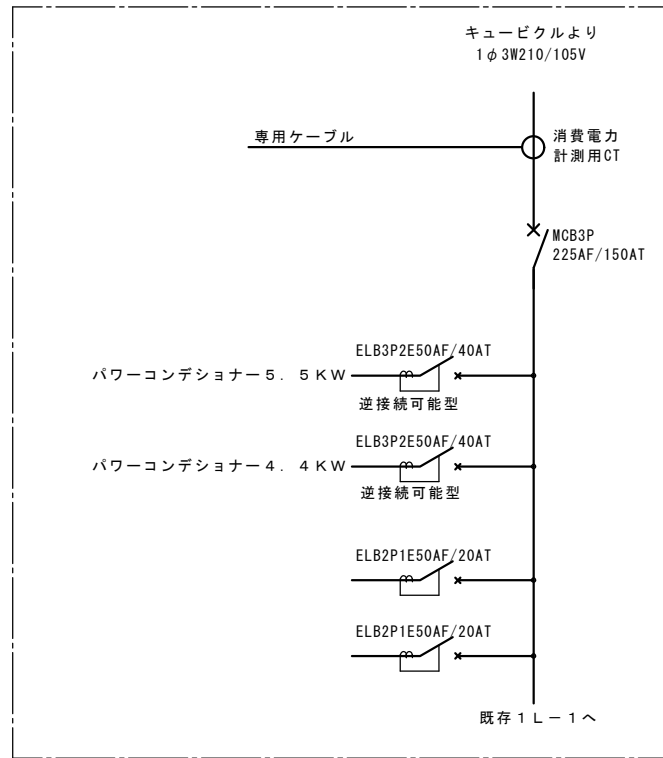 キュービクルより
1φ3W210/105V
専用ケーブル
消費電力
計測用CT
MCB3P
225AF/150AT
ELB3P2E50AF/40AT
パワーコンデショナー5．5KW
逆接続可能型
ELB3P2E50AF/40AT
パワーコンデショナー4．4KW
逆接続可能型
ELB2P1E50AF/20AT
ELB2P1E50AF/20AT
既存1L－1へ